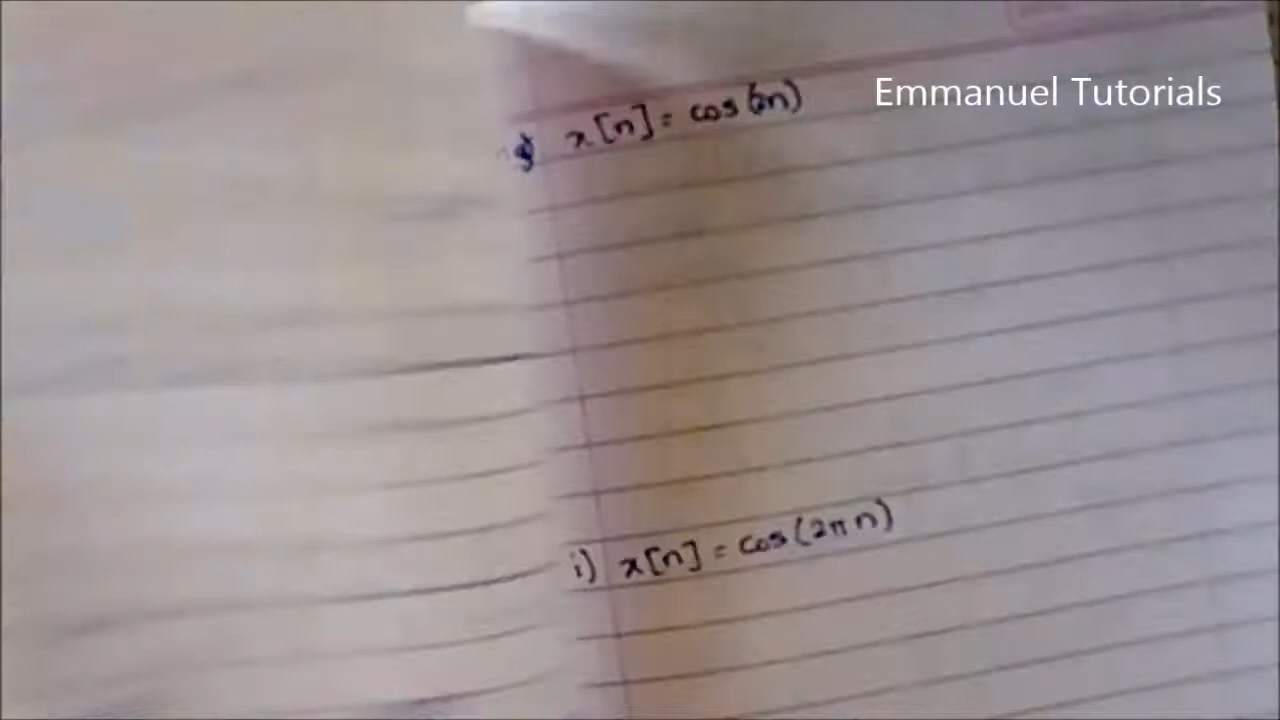 Emmanuel Tutorials
x[n] = cos(2n)
i) x[n] = cos(2πn)